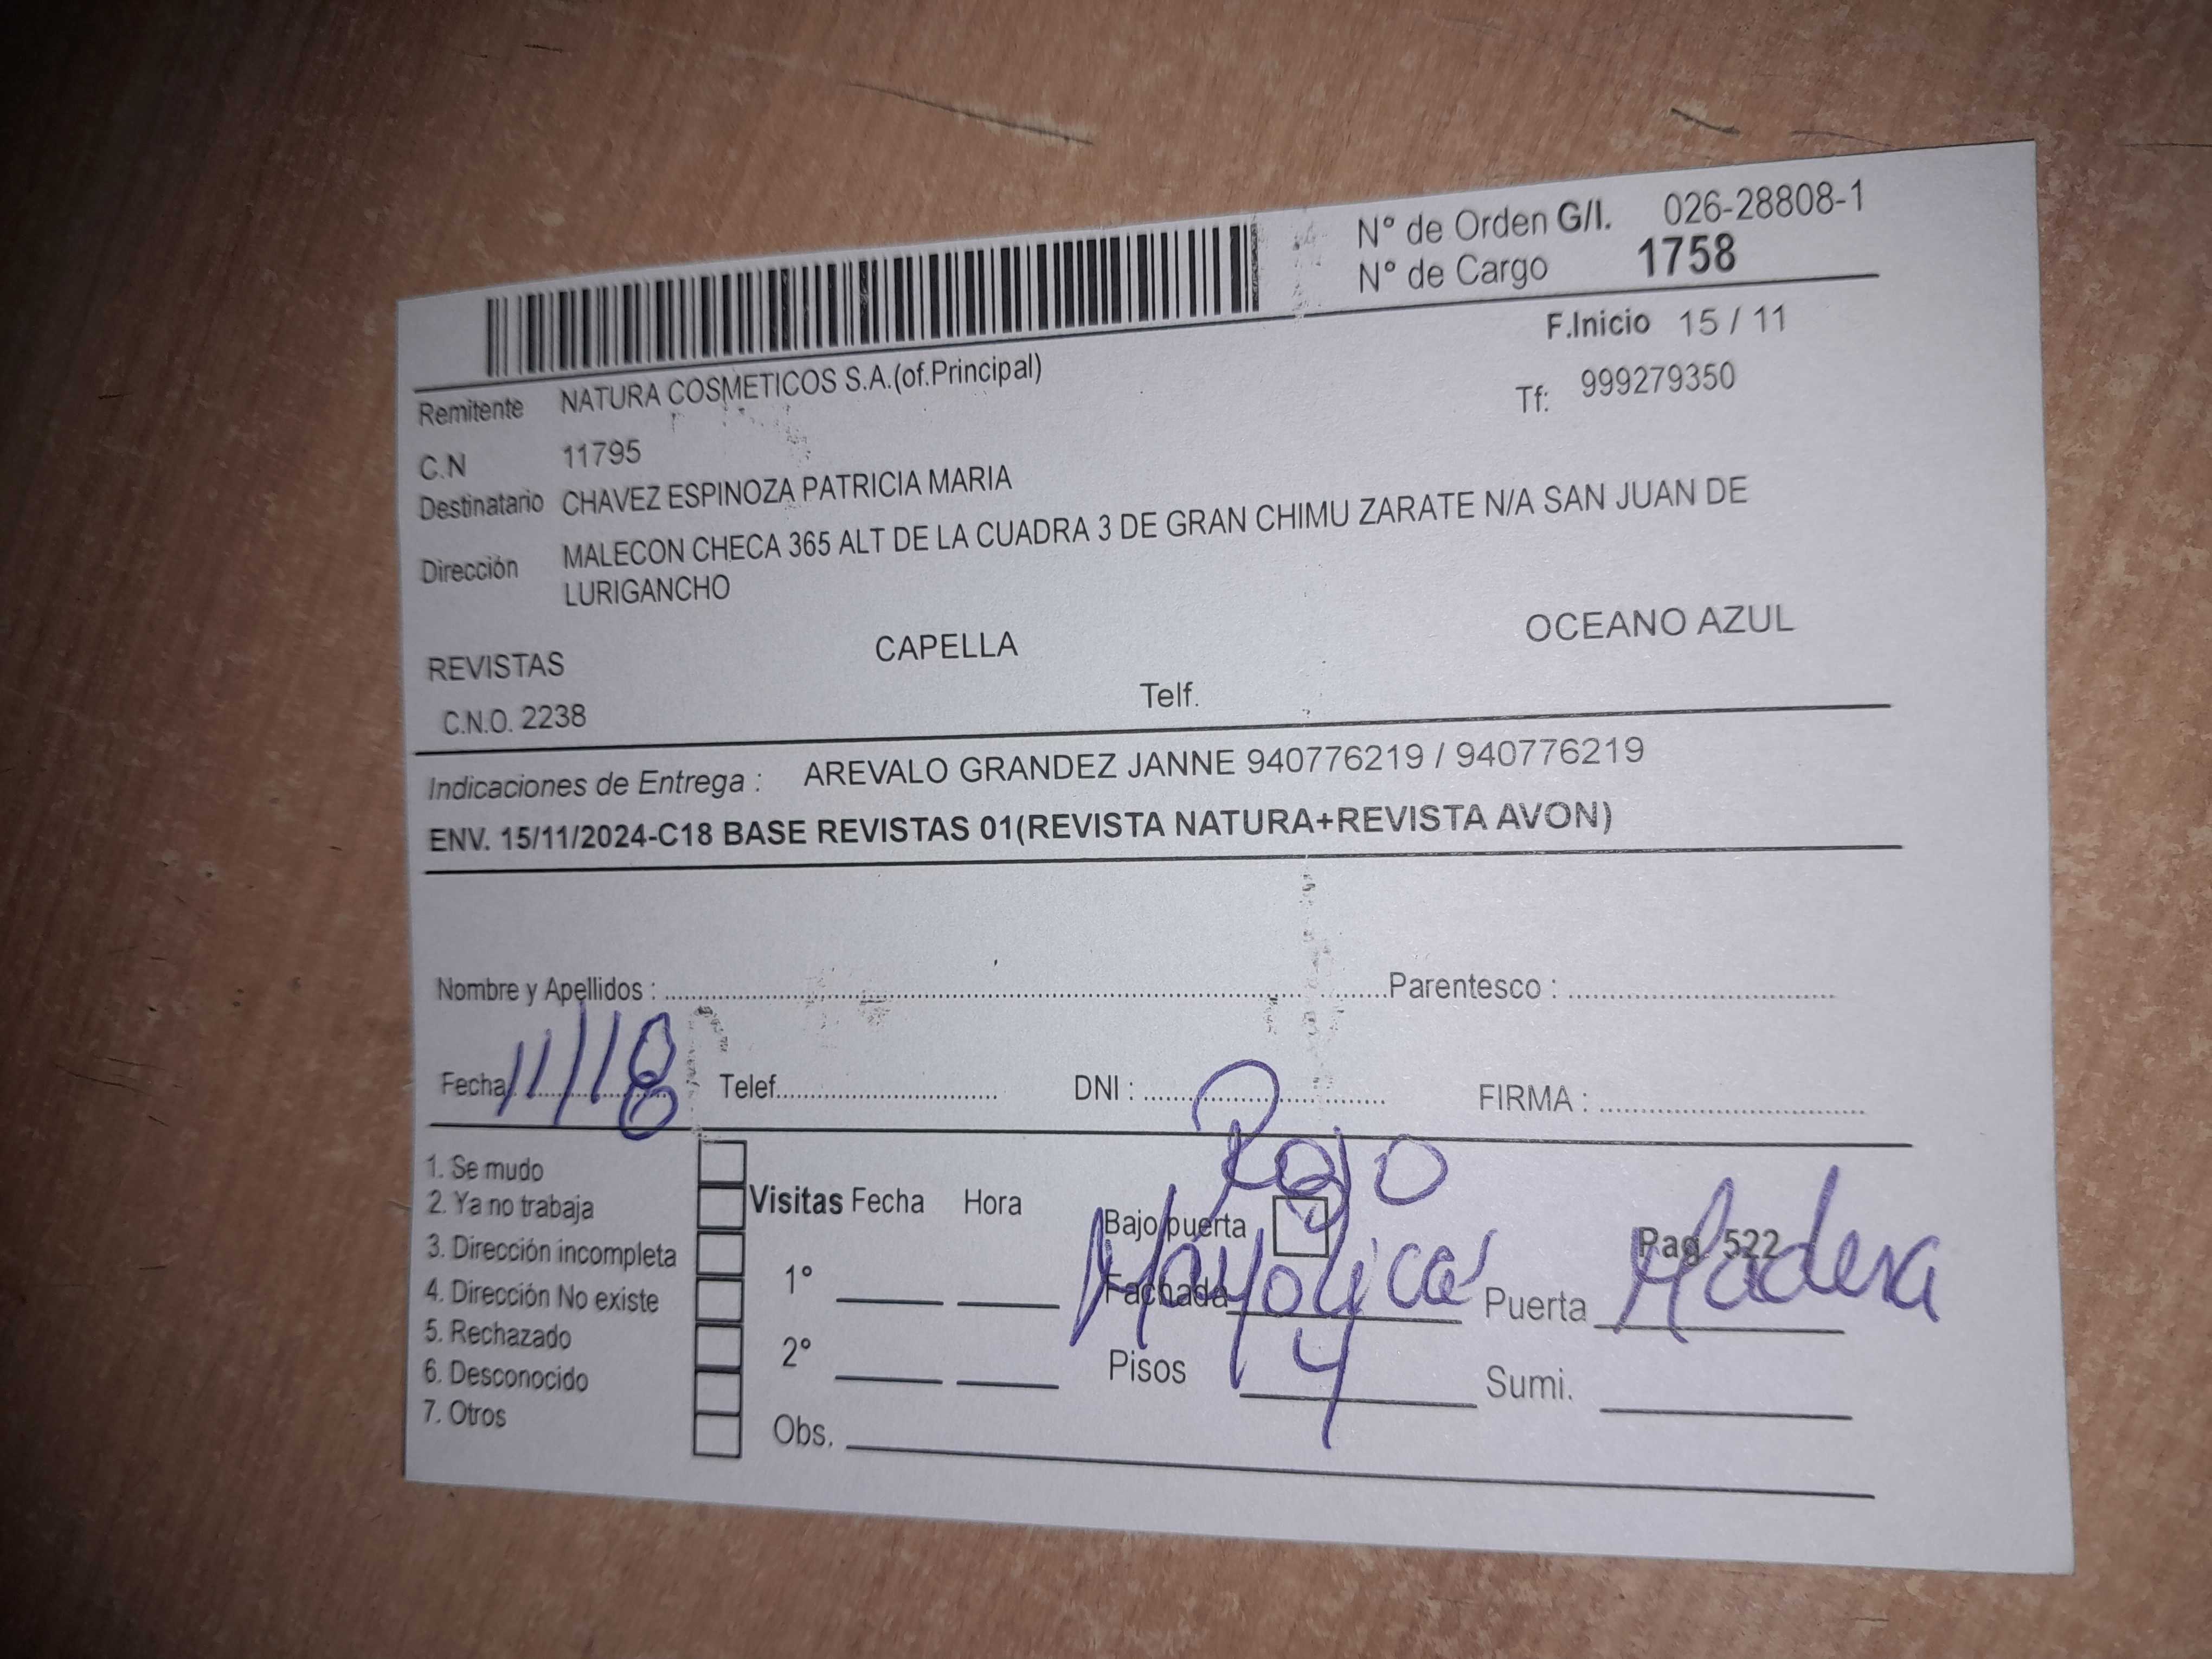 N° de Orden G/I. 026-28808-1
N° de Cargo 1758
F.Inicio 15 / 11
Remitente NATURA COSMETICOS S.A.(of.Principal)
Tf: 999279350
C.N 11795
Destinatario CHAVEZ ESPINOZA PATRICIA MARIA
Dirección MALECON CHECA 365 ALT DE LA CUADRA 3 DE GRAN CHIMU ZARATE N/A SAN JUAN DE
LURIGANCHO
REVISTAS CAPELLA OCEANO AZUL
C.N.O. 2238 Telf.
Indicaciones de Entrega : AREVALO GRANDEZ JANNE 940776219 / 940776219
ENV. 15/11/2024-C18 BASE REVISTAS 01(REVISTA NATURA+REVISTA AVON)
Nombre y Apellidos : Parentesco :
Fecha Telef. DNI : FIRMA :
Rojo
1. Se mudo
2. Ya no trabaja
3. Dirección incompleta
4. Dirección No existe
5. Rechazado
6. Desconocido
7. Otros
Visitas Fecha Hora
1°
2°
Obs.
Bajo puerta Pag. 522
Fachada Mayolica Puerta Madera
Pisos 4 Sumi.